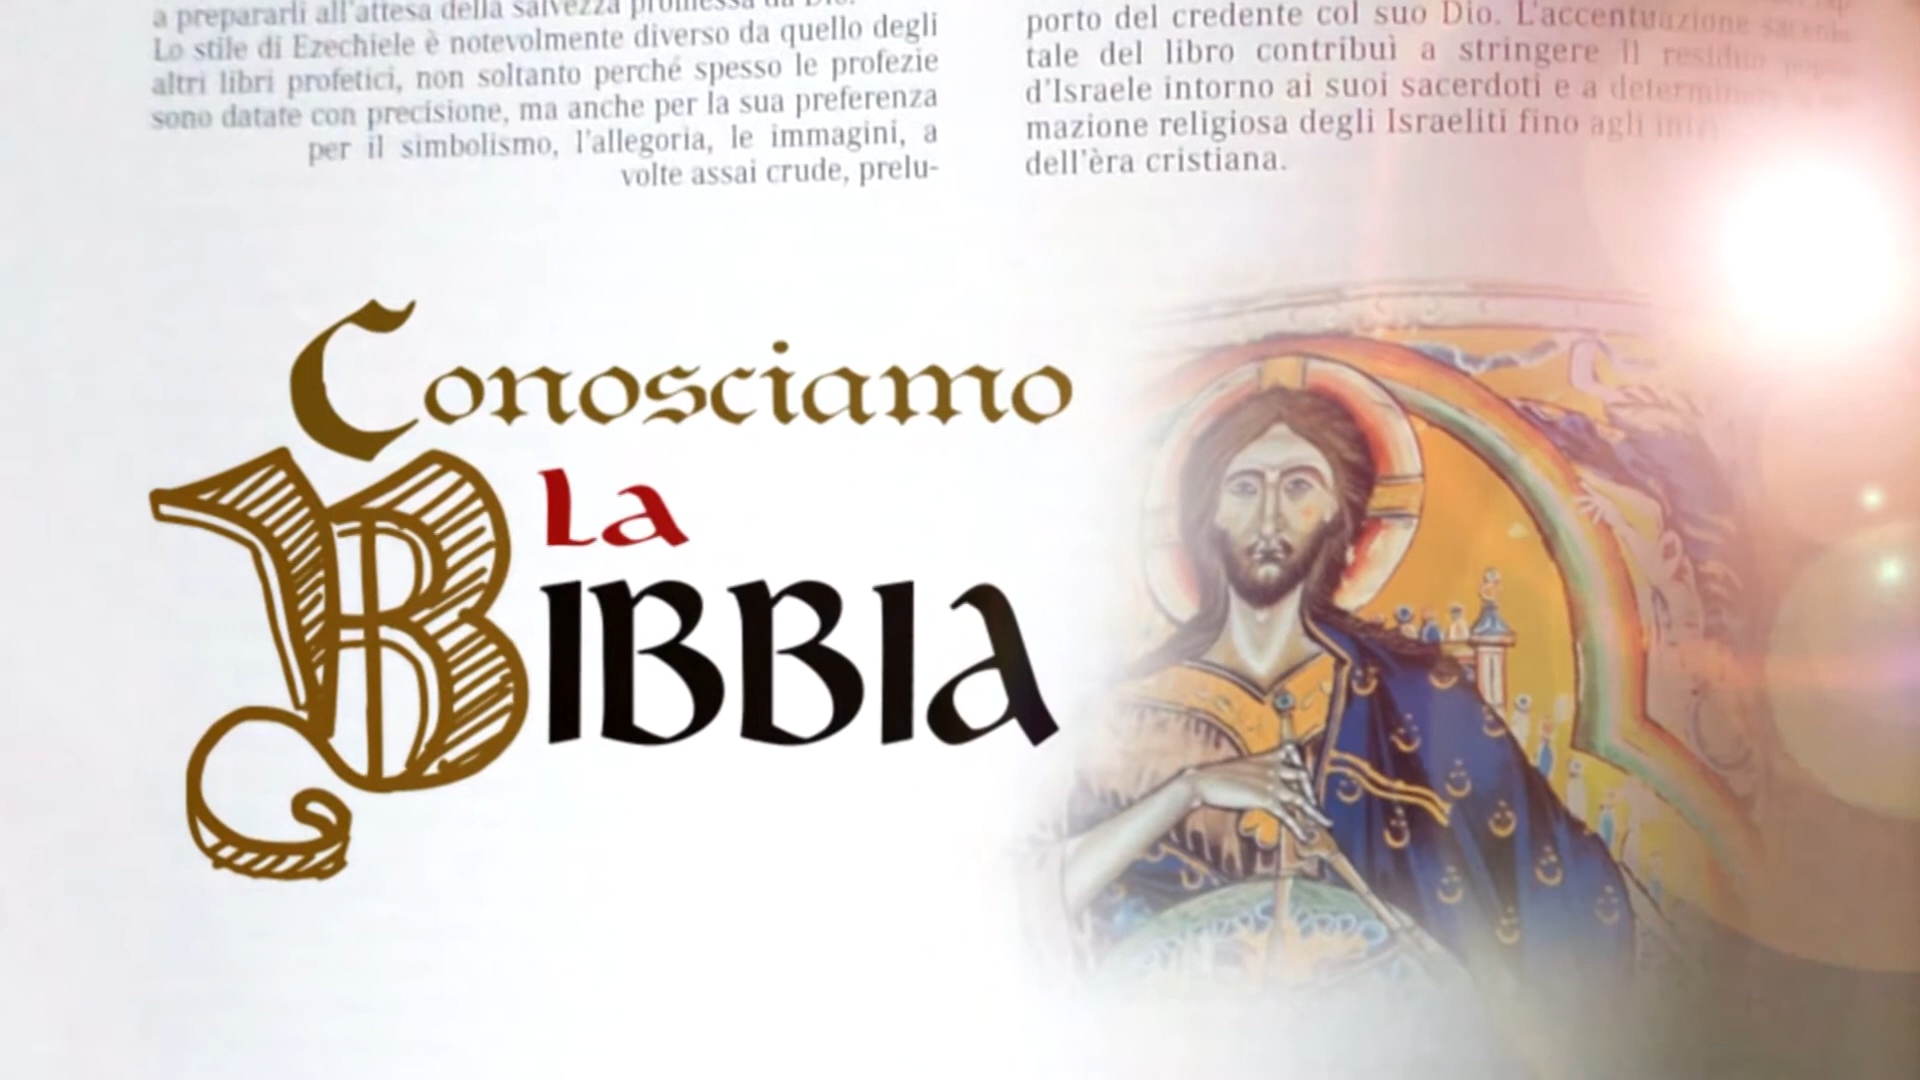 a prepararli all'attesa della salvezza promessa da Dio.
Lo stile di Ezechiele è notevolmente diverso da quello degli
altri libri profetici, non soltanto perché spesso le profezie
sono datate con precisione, ma anche per la sua preferenza
per il simbolismo, l'allegoria, le immagini, a
volte assai crude, prelu-
porto del credente col suo Dio. L'accentuazione sacerdo-
tale del libro contribuì a stringere il residuo
d'Israele intorno ai suoi sacerdoti e a
mazione religiosa degli Israeliti fino agli
dell'èra cristiana.
Conosciamo
La
BIBBIA